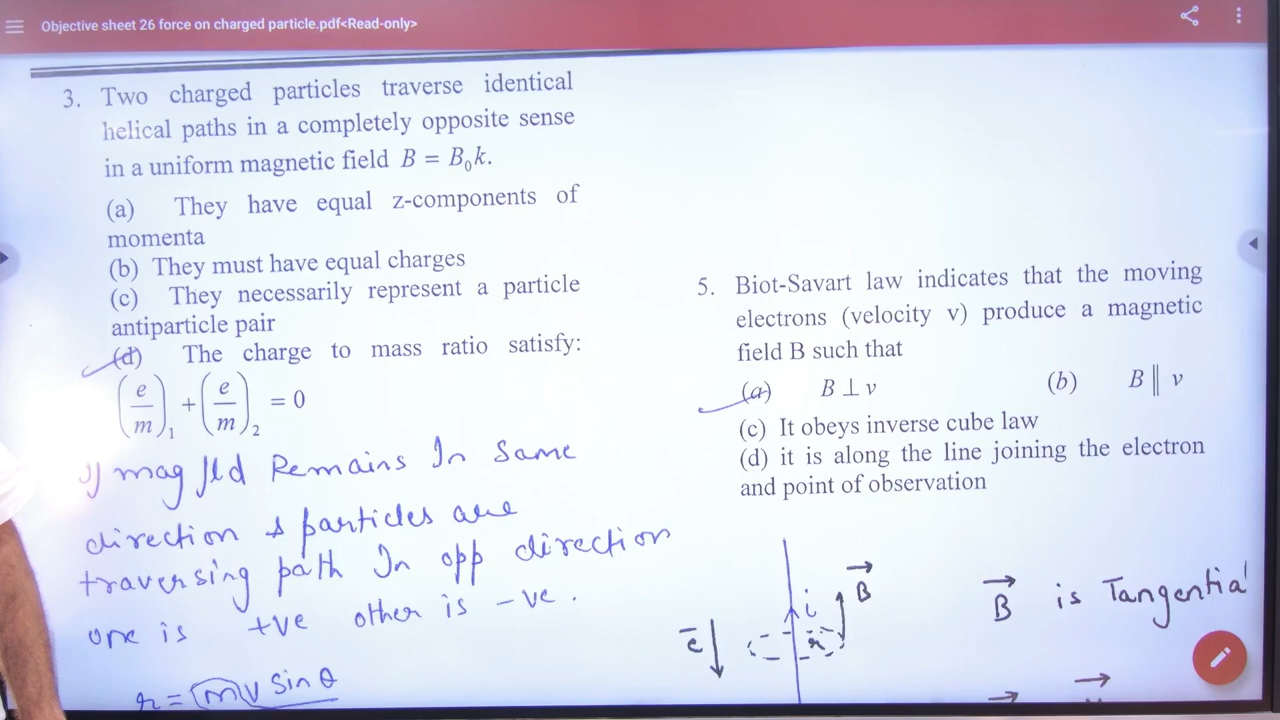 Objective sheet 26 force on charged particle.pdf<Read-only>
3. Two charged particles traverse identical
helical paths in a completely opposite sense
in a uniform magnetic field B = B₀k.
(a) They have equal z-components of
momenta
(b) They must have equal charges
(c) They necessarily represent a particle
antiparticle pair
(d) The charge to mass ratio satisfy:
(e/m)₁ + (e/m)₂ = 0
If mag fld Remains In Same
direction & particles are
traversing path In opp direction
one is +ve other is -ve.
r = mv sin θ
5. Biot-Savart law indicates that the moving
electrons (velocity v) produce a magnetic
field B such that
(a) B ⊥ v (b) B ∥ v
(c) It obeys inverse cube law
(d) it is along the line joining the electron
and point of observation
e i r B
B is Tangential